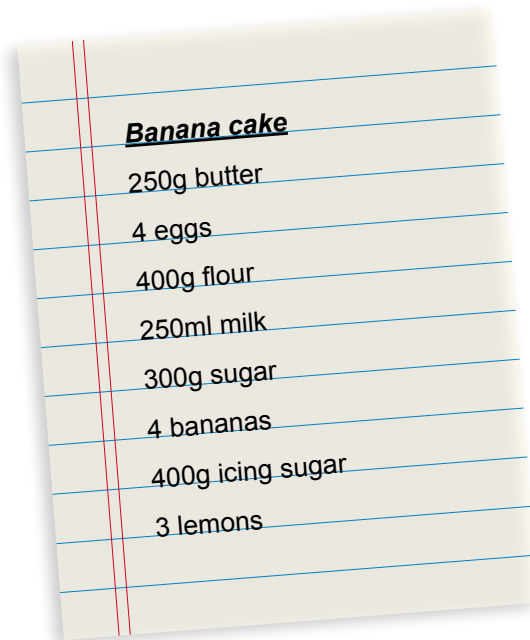 Banana cake
250g butter
4 eggs
400g flour
250ml milk
300g sugar
4 bananas
400g icing sugar
3 lemons